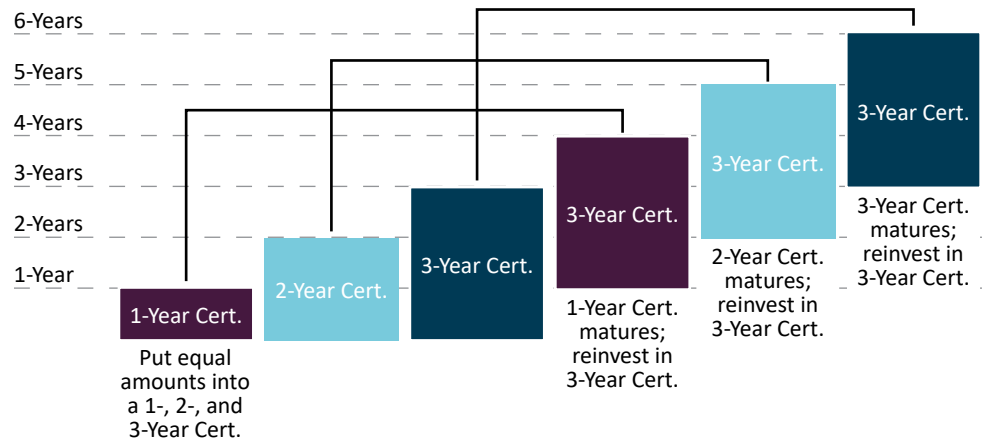 6-Years
5-Years
4-Years
3-Years
2-Years
1-Year
1-Year Cert.
Put equal
amounts into
a 1-, 2-, and
3-Year Cert.
2-Year Cert.
3-Year Cert.
3-Year Cert.
1-Year Cert.
matures;
reinvest in
3-Year Cert.
3-Year Cert.
2-Year Cert.
matures;
reinvest in
3-Year Cert.
3-Year Cert.
3-Year Cert.
matures;
reinvest in
3-Year Cert.